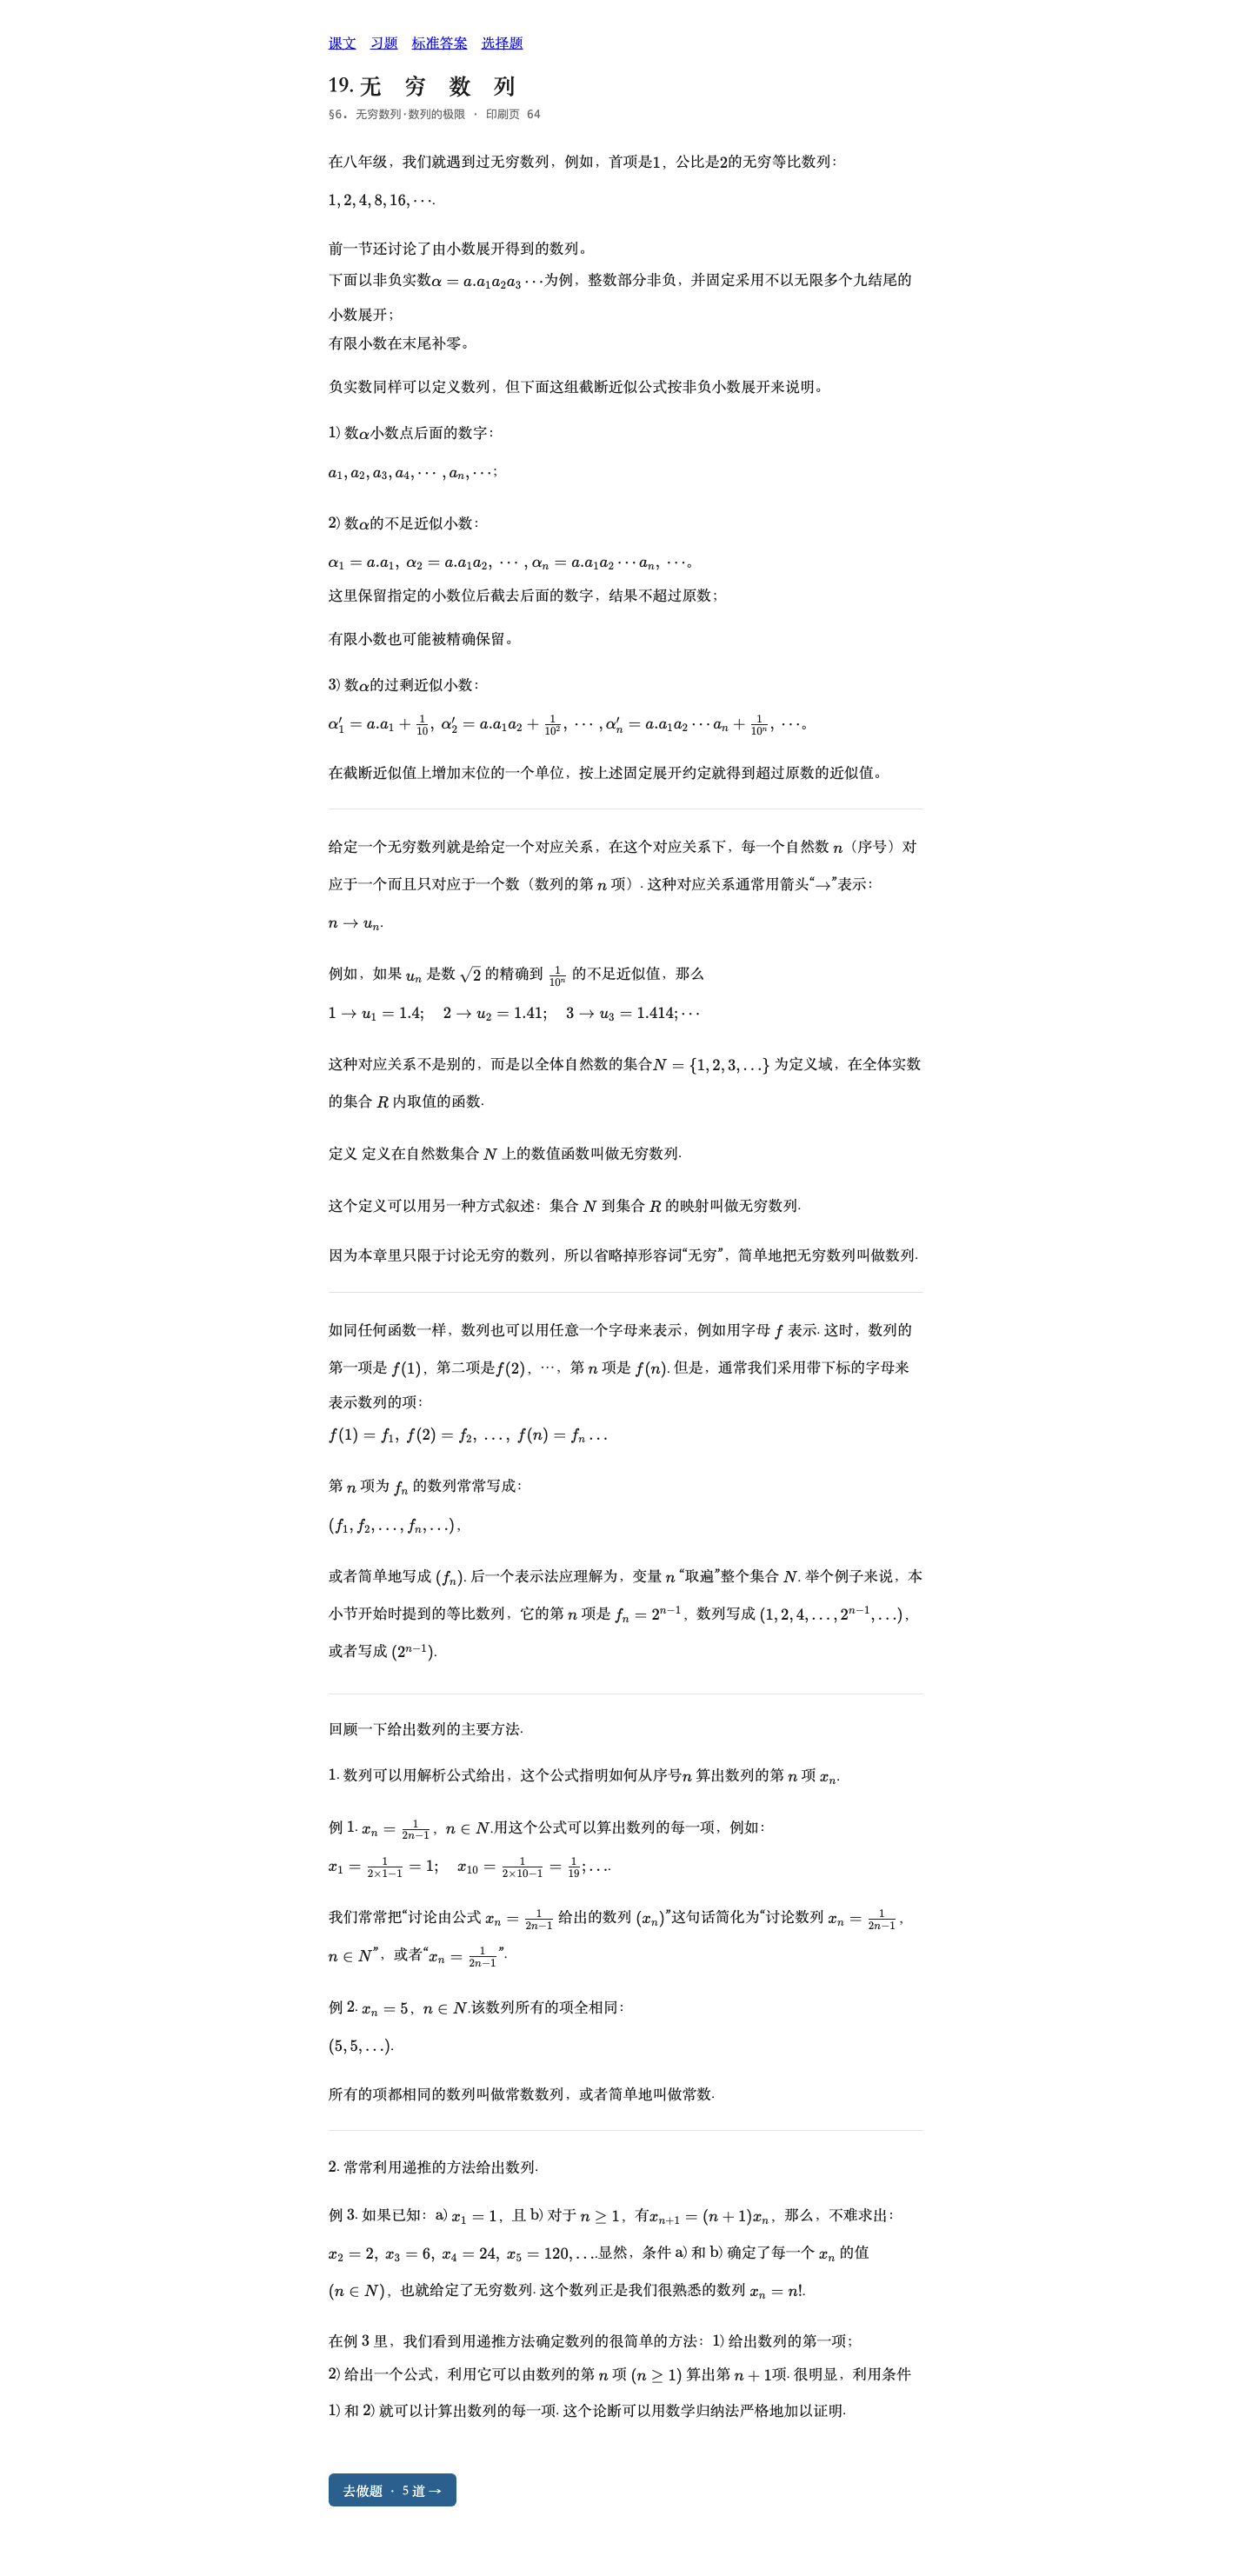 课文 习题 标准答案 选择题
19. 无 穷 数 列
§6. 无穷数列·数列的极限 · 印刷页 64
在八年级，我们就遇到过无穷数列，例如，首项是1，公比是2的无穷等比数列：
1, 2, 4, 8, 16, ⋯.
前一节还讨论了由小数展开得到的数列。
下面以非负实数α = a.a₁a₂a₃ ⋯为例，整数部分非负，并固定采用不以无限多个九结尾的
小数展开；
有限小数在末尾补零。
负实数同样可以定义数列，但下面这组截断近似公式按非负小数展开来说明。
1) 数α小数点后面的数字：
a₁, a₂, a₃, a₄, ⋯ , aₙ, ⋯;
2) 数α的不足近似小数：
α₁ = a.a₁, α₂ = a.a₁a₂, ⋯ , αₙ = a.a₁a₂ ⋯ aₙ, ⋯。
这里保留指定的小数位后截去后面的数字，结果不超过原数；
有限小数也可能被精确保留。
3) 数α的过剩近似小数：
α′₁ = a.a₁ + 1/10, α′₂ = a.a₁a₂ + 1/10², ⋯ , α′ₙ = a.a₁a₂ ⋯ aₙ + 1/10ⁿ, ⋯。
在截断近似值上增加末位的一个单位，按上述固定展开约定就得到超过原数的近似值。
给定一个无穷数列就是给定一个对应关系，在这个对应关系下，每一个自然数 n（序号）对
应于一个而且只对应于一个数（数列的第 n 项）. 这种对应关系通常用箭头“→”表示：
n → uₙ.
例如，如果 uₙ 是数 √2 的精确到 1/10ⁿ 的不足近似值，那么
1 → u₁ = 1.4; 2 → u₂ = 1.41; 3 → u₃ = 1.414; ⋯
这种对应关系不是别的，而是以全体自然数的集合N = {1, 2, 3, …} 为定义域，在全体实数
的集合 R 内取值的函数.
定义 定义在自然数集合 N 上的数值函数叫做无穷数列.
这个定义可以用另一种方式叙述：集合 N 到集合 R 的映射叫做无穷数列.
因为本章里只限于讨论无穷的数列，所以省略掉形容词“无穷”，简单地把无穷数列叫做数列.
如同任何函数一样，数列也可以用任意一个字母来表示，例如用字母 f 表示. 这时，数列的
第一项是 f(1)，第二项是f(2)，⋯，第 n 项是 f(n). 但是，通常我们采用带下标的字母来
表示数列的项：
f(1) = f₁, f(2) = f₂, …, f(n) = fₙ …
第 n 项为 fₙ 的数列常常写成：
(f₁, f₂, …, fₙ, …)，
或者简单地写成 (fₙ). 后一个表示法应理解为，变量 n “取遍”整个集合 N. 举个例子来说，本
小节开始时提到的等比数列，它的第 n 项是 fₙ = 2ⁿ⁻¹，数列写成 (1, 2, 4, …, 2ⁿ⁻¹, …)，
或者写成 (2ⁿ⁻¹).
回顾一下给出数列的主要方法.
1. 数列可以用解析公式给出，这个公式指明如何从序号n 算出数列的第 n 项 xₙ.
例 1. xₙ = 1/(2n−1)，n ∈ N.用这个公式可以算出数列的每一项，例如：
x₁ = 1/(2×1−1) = 1; x₁₀ = 1/(2×10−1) = 1/19; ….
我们常常把“讨论由公式 xₙ = 1/(2n−1) 给出的数列 (xₙ)”这句话简化为“讨论数列 xₙ = 1/(2n−1)，
n ∈ N”，或者“xₙ = 1/(2n−1)”.
例 2. xₙ = 5，n ∈ N.该数列所有的项全相同：
(5, 5, …).
所有的项都相同的数列叫做常数数列，或者简单地叫做常数.
2. 常常利用递推的方法给出数列.
例 3. 如果已知：a) x₁ = 1，且 b) 对于 n ≥ 1，有xₙ₊₁ = (n + 1)xₙ，那么，不难求出：
x₂ = 2, x₃ = 6, x₄ = 24, x₅ = 120, ….显然，条件 a) 和 b) 确定了每一个 xₙ 的值
(n ∈ N)，也就给定了无穷数列. 这个数列正是我们很熟悉的数列 xₙ = n!.
在例 3 里，我们看到用递推方法确定数列的很简单的方法：1) 给出数列的第一项；
2) 给出一个公式，利用它可以由数列的第 n 项 (n ≥ 1) 算出第 n + 1项. 很明显，利用条件
1) 和 2) 就可以计算出数列的每一项. 这个论断可以用数学归纳法严格地加以证明.
去做题 · 5 道 →